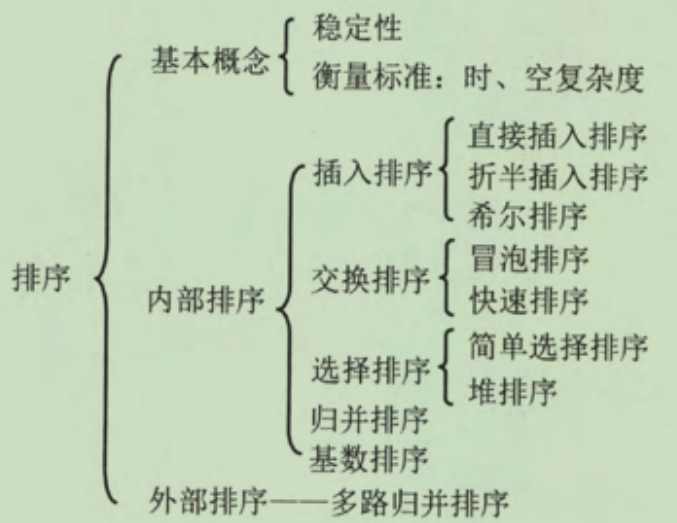 排序
基本概念
稳定性
衡量标准：时、空复杂度
内部排序
插入排序
直接插入排序
折半插入排序
希尔排序
交换排序
冒泡排序
快速排序
选择排序
简单选择排序
堆排序
归并排序
基数排序
外部排序——多路归并排序